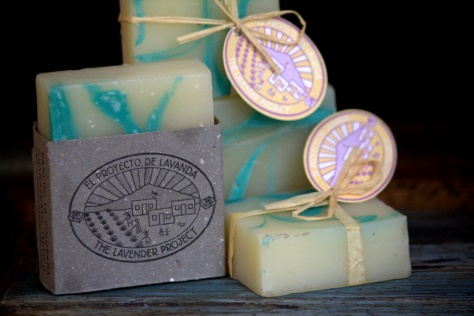 EL PROYECTO DE LAVANDA
THE LAVENDER PROJECT